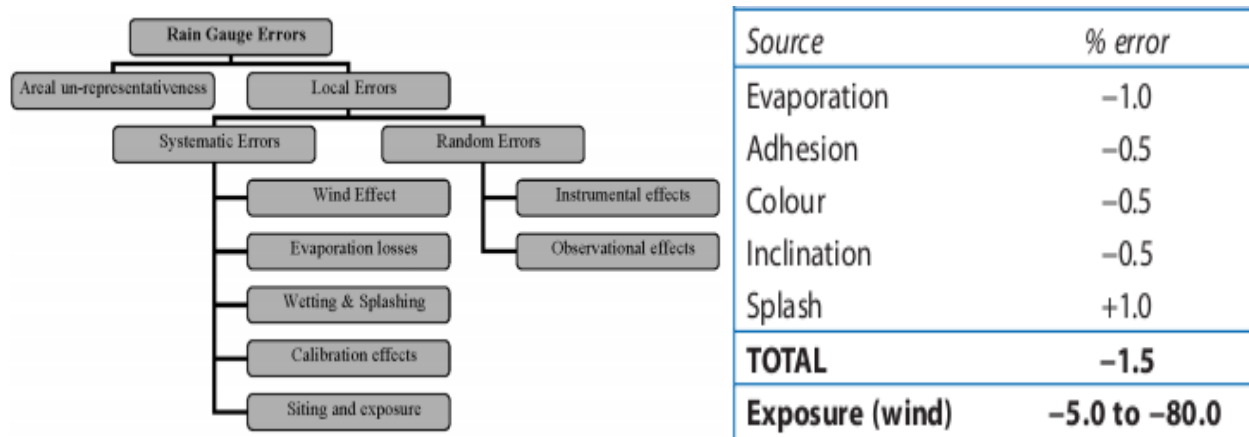 Rain Gauge Errors
Areal un-representativeness
Local Errors
Systematic Errors
Random Errors
Wind Effect
Evaporation losses
Wetting & Splashing
Calibration effects
Siting and exposure
Instrumental effects
Observational effects
Source % error
Evaporation –1.0
Adhesion –0.5
Colour –0.5
Inclination –0.5
Splash +1.0
TOTAL –1.5
Exposure (wind) –5.0 to –80.0